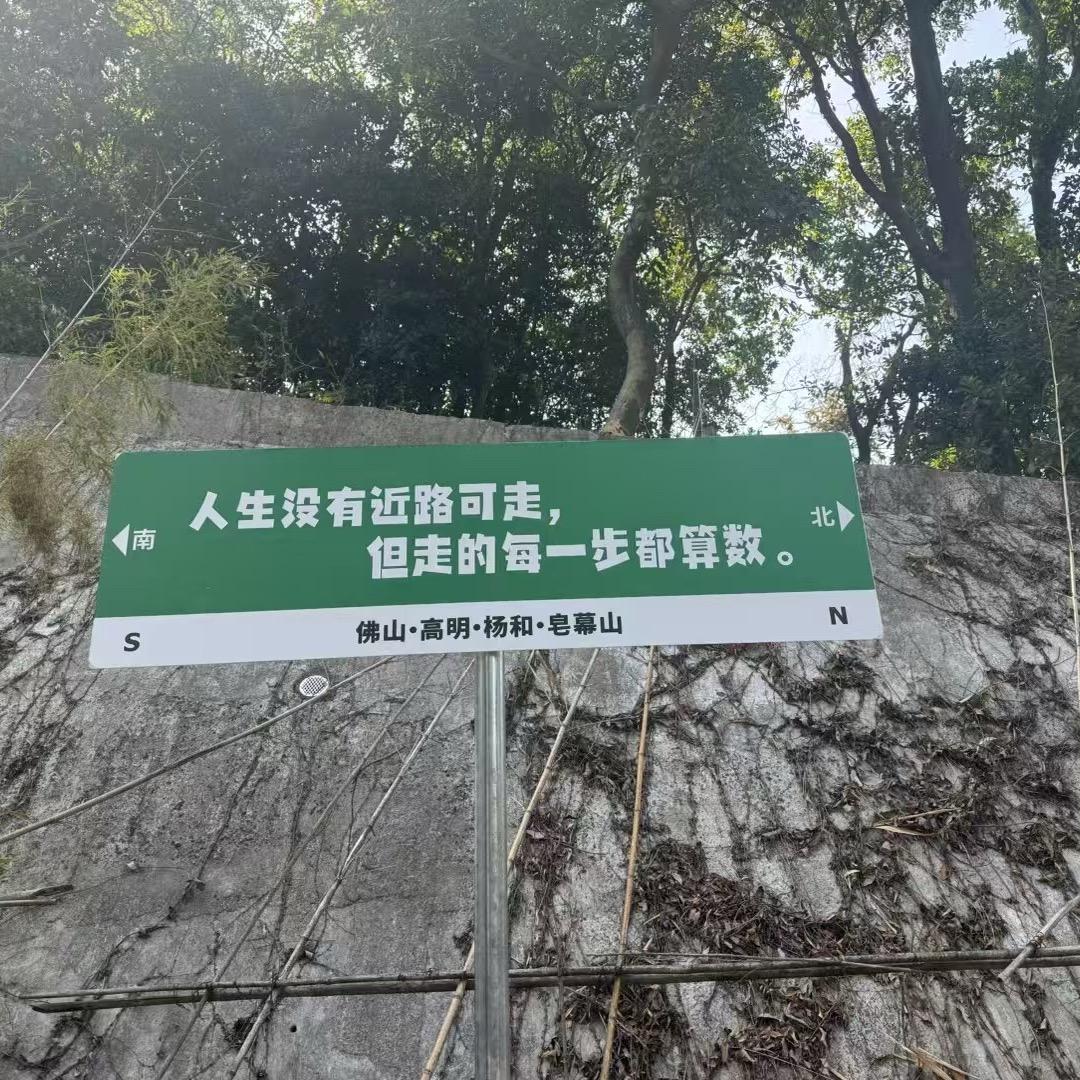 人生没有近路可走，
但走的每一步都算数。
南
北
S
佛山·高明·杨和·皂幕山
N